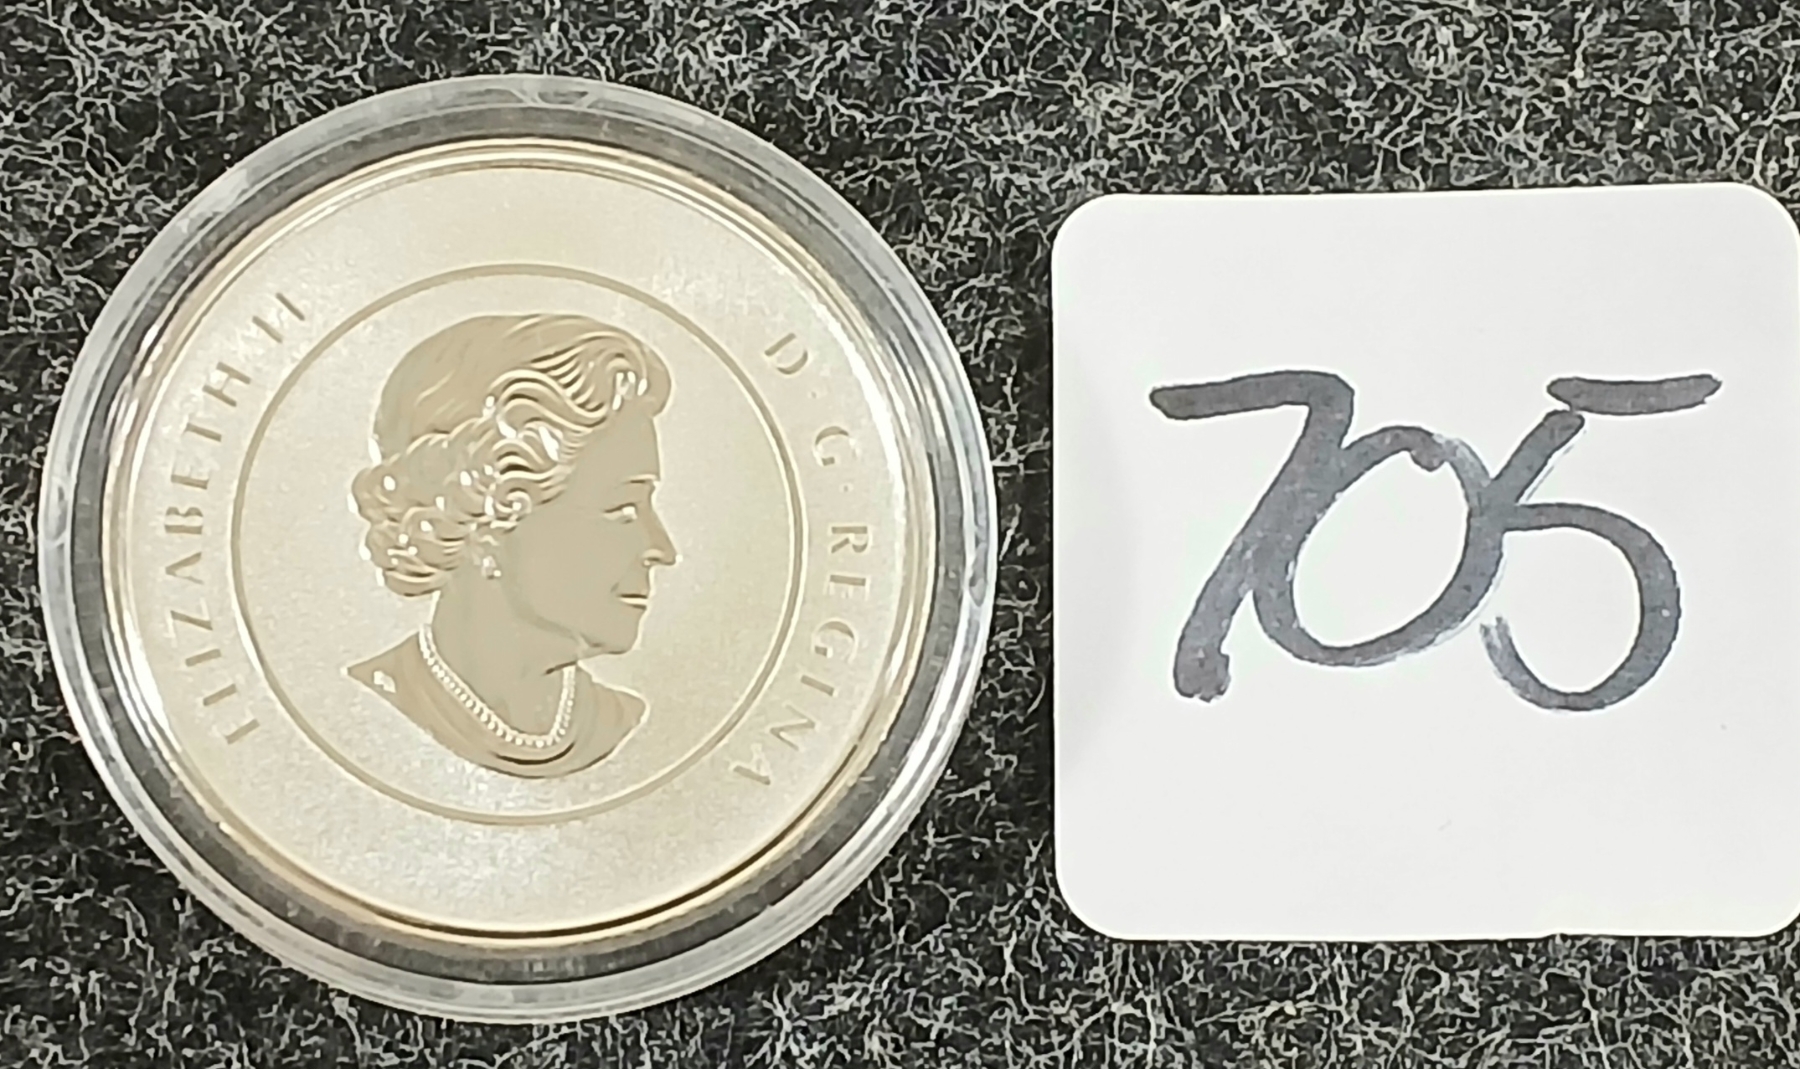 ELIZABETH II D·G·REGINA
705